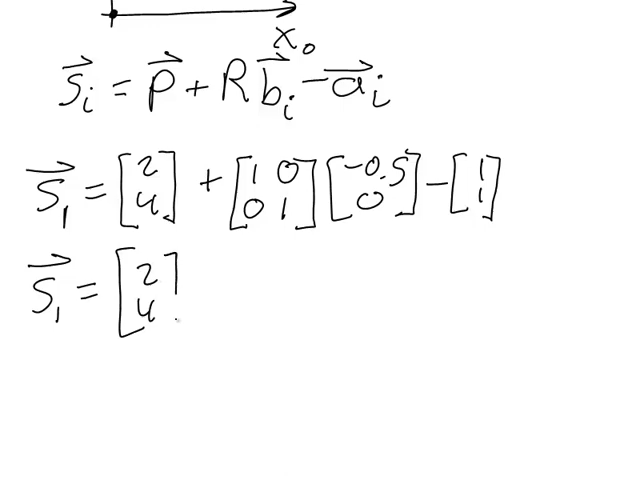 x₀
s⃗ᵢ = p⃗ + R b⃗ᵢ - a⃗ᵢ
s⃗₁ = [2 4] + [1 0 0 1] [-0.5 0] - [1 1]
s⃗₁ = [2 4